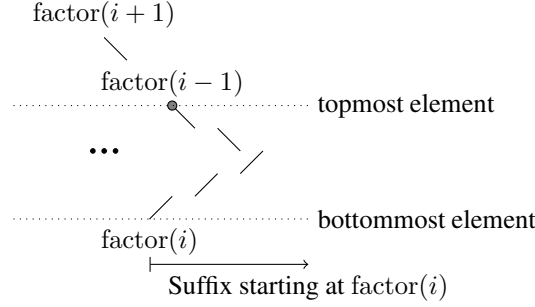 factor(i + 1)
factor(i − 1)
topmost element
...
bottommost element
factor(i)
Suffix starting at factor(i)